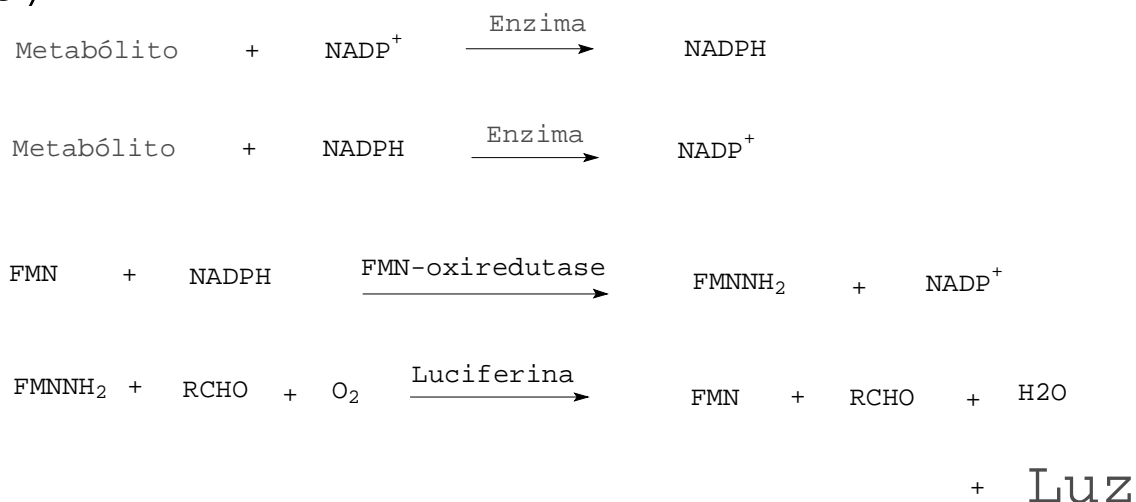 Enzima
Metabólito + NADP+ NADPH
Enzima
Metabólito + NADPH NADP+
FMN-oxiredutase
FMN + NADPH FMNNH2 + NADP+
Luciferina
FMNNH2 + RCHO + O2 FMN + RCHO + H2O
+ Luz